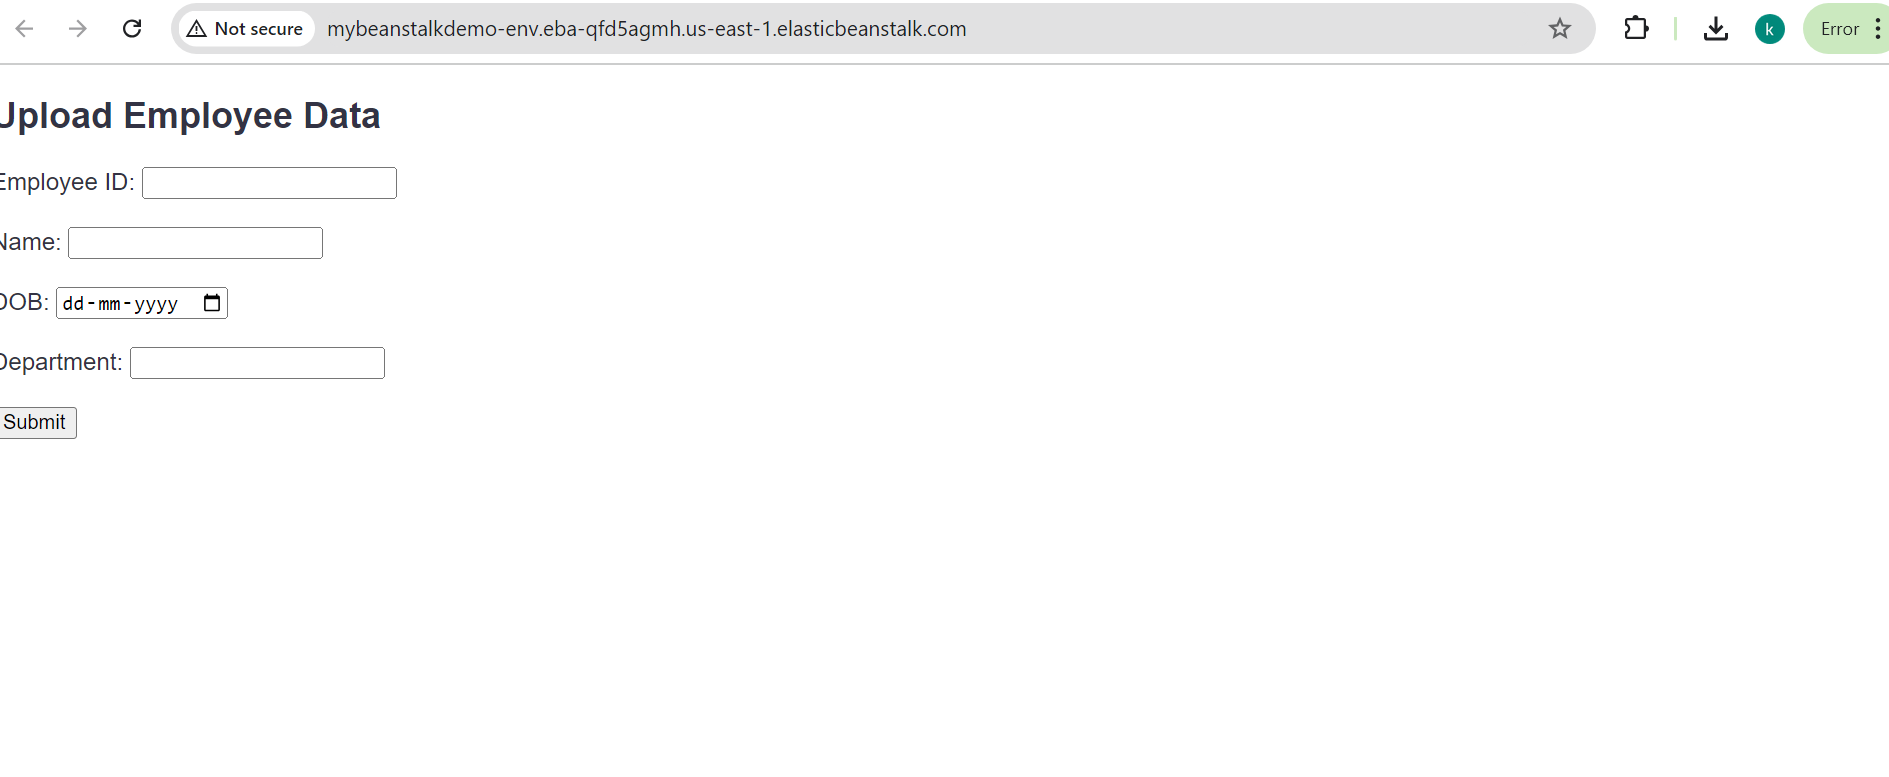 Not secure mybeanstalkdemo-env.eba-qfd5agmh.us-east-1.elasticbeanstalk.com k Error
Upload Employee Data
Employee ID:
Name:
DOB: dd-mm-yyyy
Department:
Submit